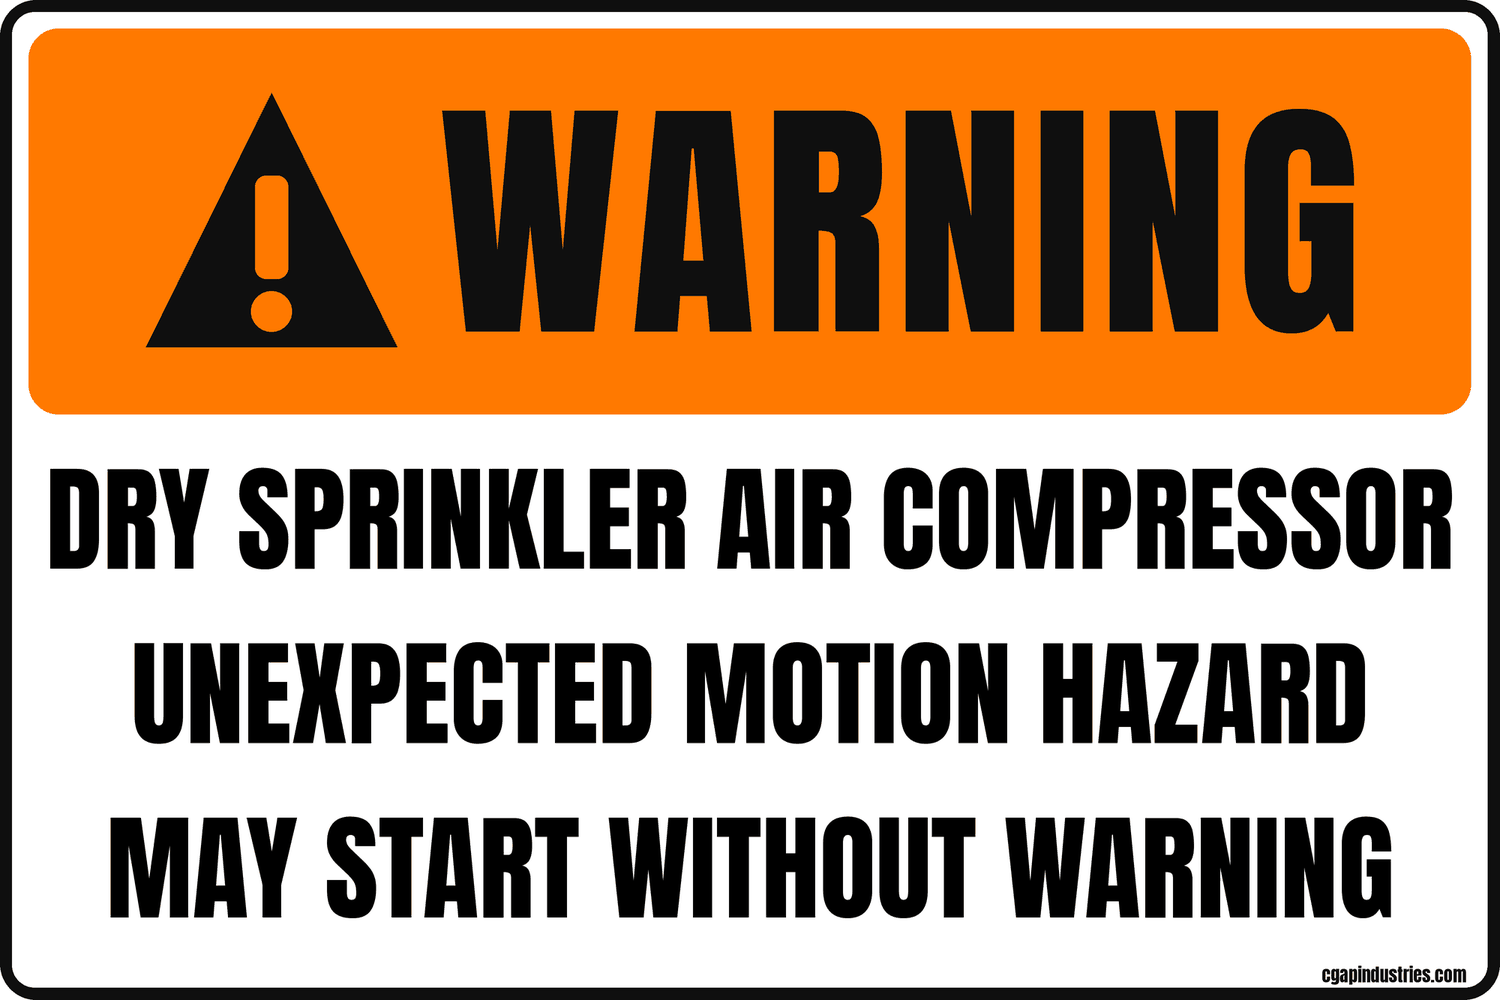 WARNING
DRY SPRINKLER AIR COMPRESSOR
UNEXPECTED MOTION HAZARD
MAY START WITHOUT WARNING
cgapindustries.com